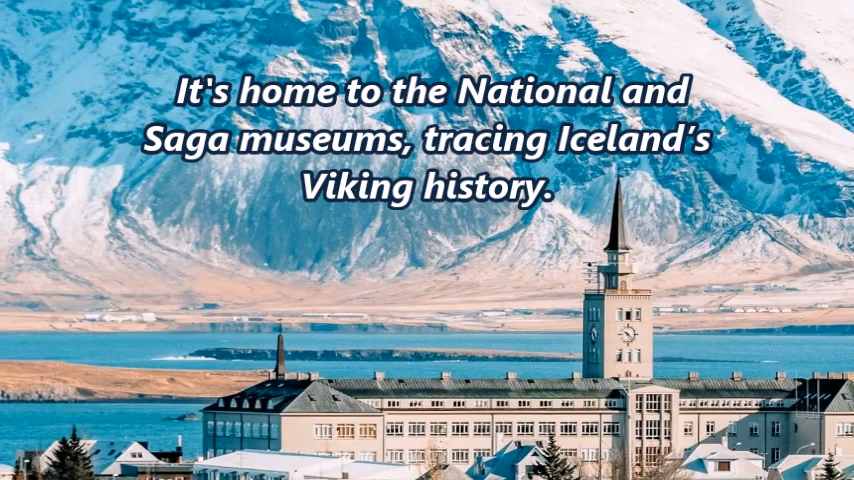 It's home to the National and
Saga museums, tracing Iceland’s
Viking history.